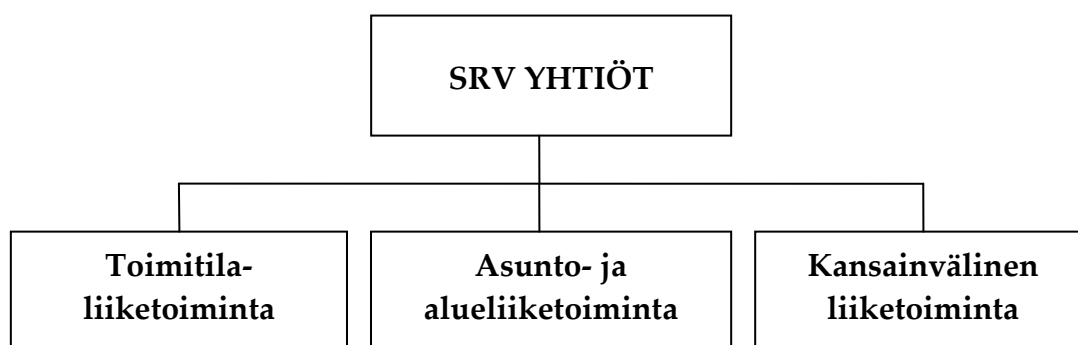 SRV YHTIÖT
Toimitila-
liiketoiminta
Asunto- ja
alueliiketoiminta
Kansainvälinen
liiketoiminta